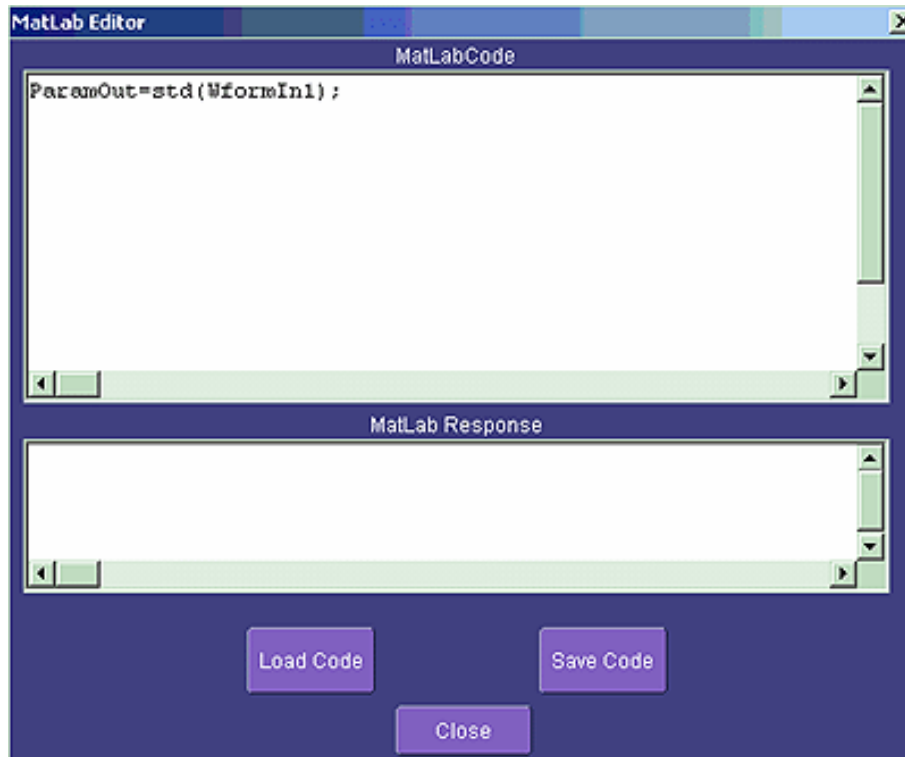 MatLab Editor
MatLabCode
ParamOut=std(WformIn1);
MatLab Response
Load Code
Save Code
Close